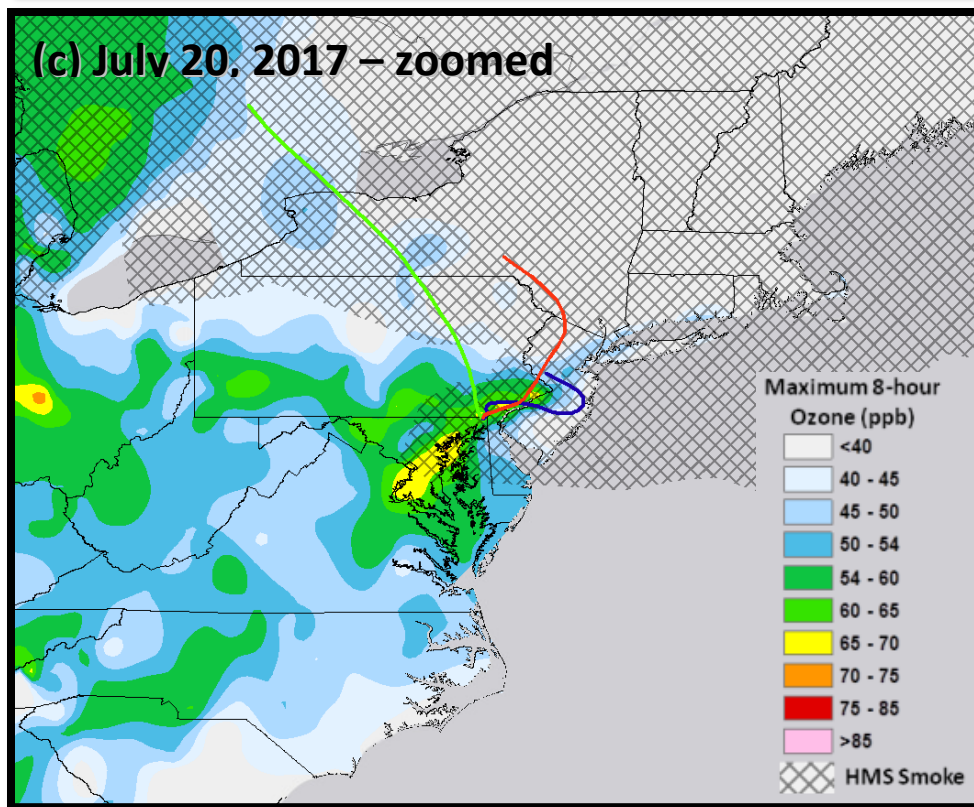 (c) July 20, 2017 – zoomed
Maximum 8-hour
Ozone (ppb)
<40
40 - 45
45 - 50
50 - 54
54 - 60
60 - 65
65 - 70
70 - 75
75 - 85
>85
HMS Smoke